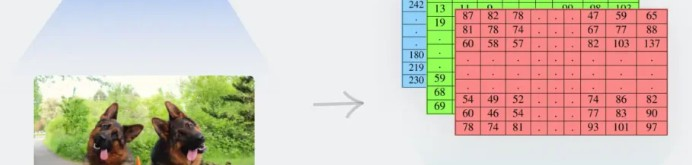 242
.
.
.
180
219
230
13
19
.
.
.
59
68
69
87 82 78 . . . 47 59 65
81 78 74 . . . 67 77 88
60 58 57 . . . 82 103 137
. . . . . . . . .
. . . . . . . . .
. . . . . . . . .
54 49 52 . . . 74 86 82
60 46 54 . . . 77 83 90
78 74 81 . . . 93 101 97